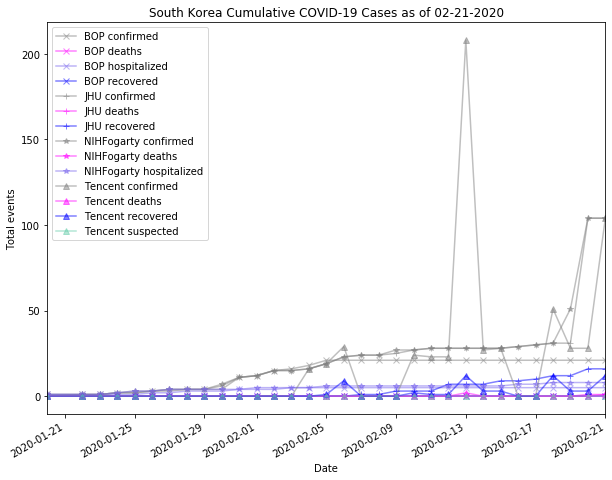 South Korea Cumulative COVID-19 Cases as of 02-21-2020
BOP confirmed
BOP deaths
BOP hospitalized
BOP recovered
JHU confirmed
JHU deaths
JHU recovered
NIHFogarty confirmed
NIHFogarty deaths
NIHFogarty hospitalized
Tencent confirmed
Tencent deaths
Tencent recovered
Tencent suspected
Total events
200
150
100
50
0
2020-01-21
2020-01-25
2020-01-29
2020-02-01
2020-02-05
2020-02-09
2020-02-13
2020-02-17
2020-02-21
Date